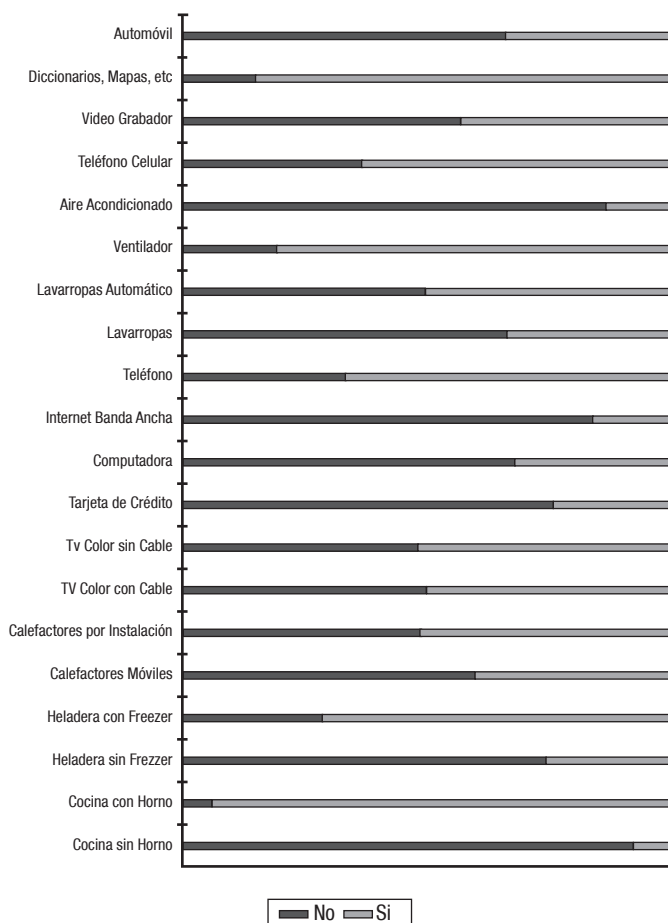 Automóvil
Diccionarios, Mapas, etc
Video Grabador
Teléfono Celular
Aire Acondicionado
Ventilador
Lavarropas Automático
Lavarropas
Teléfono
Internet Banda Ancha
Computadora
Tarjeta de Crédito
Tv Color sin Cable
TV Color con Cable
Calefactores por Instalación
Calefactores Móviles
Heladera con Freezer
Heladera sin Frezzer
Cocina con Horno
Cocina sin Horno
No Si